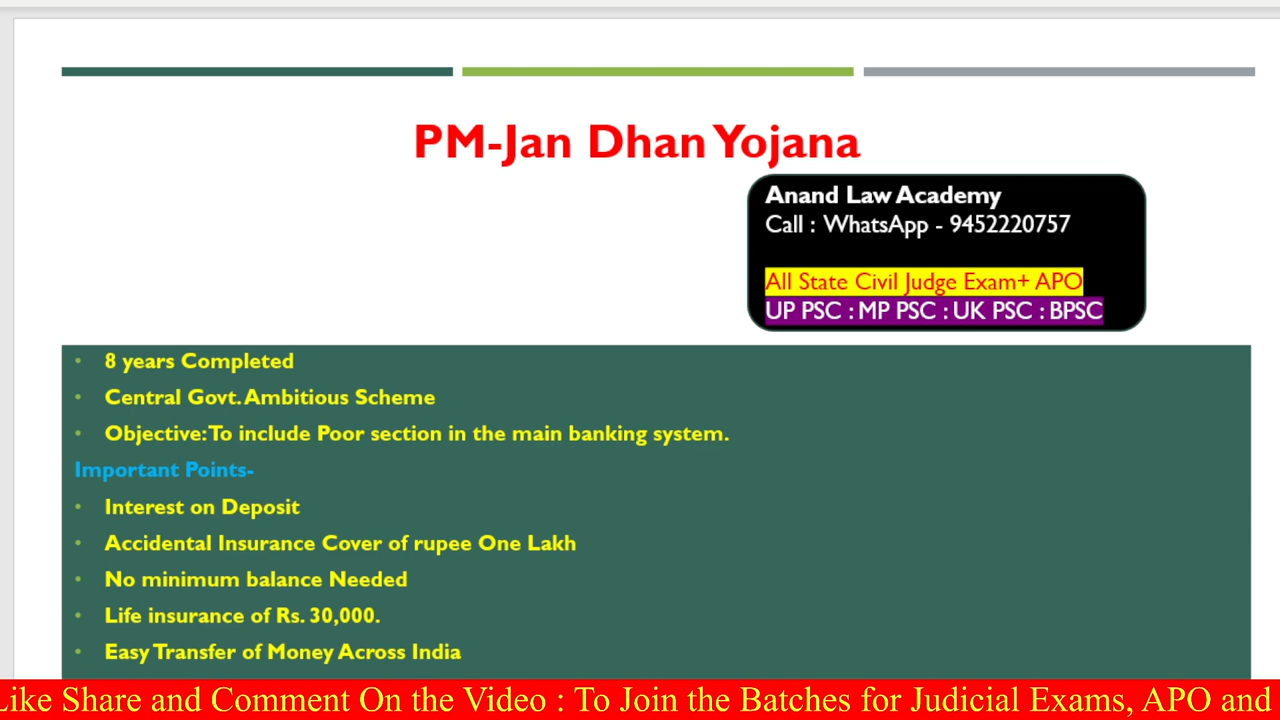 PM-Jan Dhan Yojana
Anand Law Academy
Call : WhatsApp - 9452220757
All State Civil Judge Exam+ APO
UP PSC : MP PSC : UK PSC : BPSC
• 8 years Completed
• Central Govt. Ambitious Scheme
• Objective: To include Poor section in the main banking system.
Important Points-
• Interest on Deposit
• Accidental Insurance Cover of rupee One Lakh
• No minimum balance Needed
• Life insurance of Rs. 30,000.
• Easy Transfer of Money Across India
Like Share and Comment On the Video : To Join the Batches for Judicial Exams, APO and